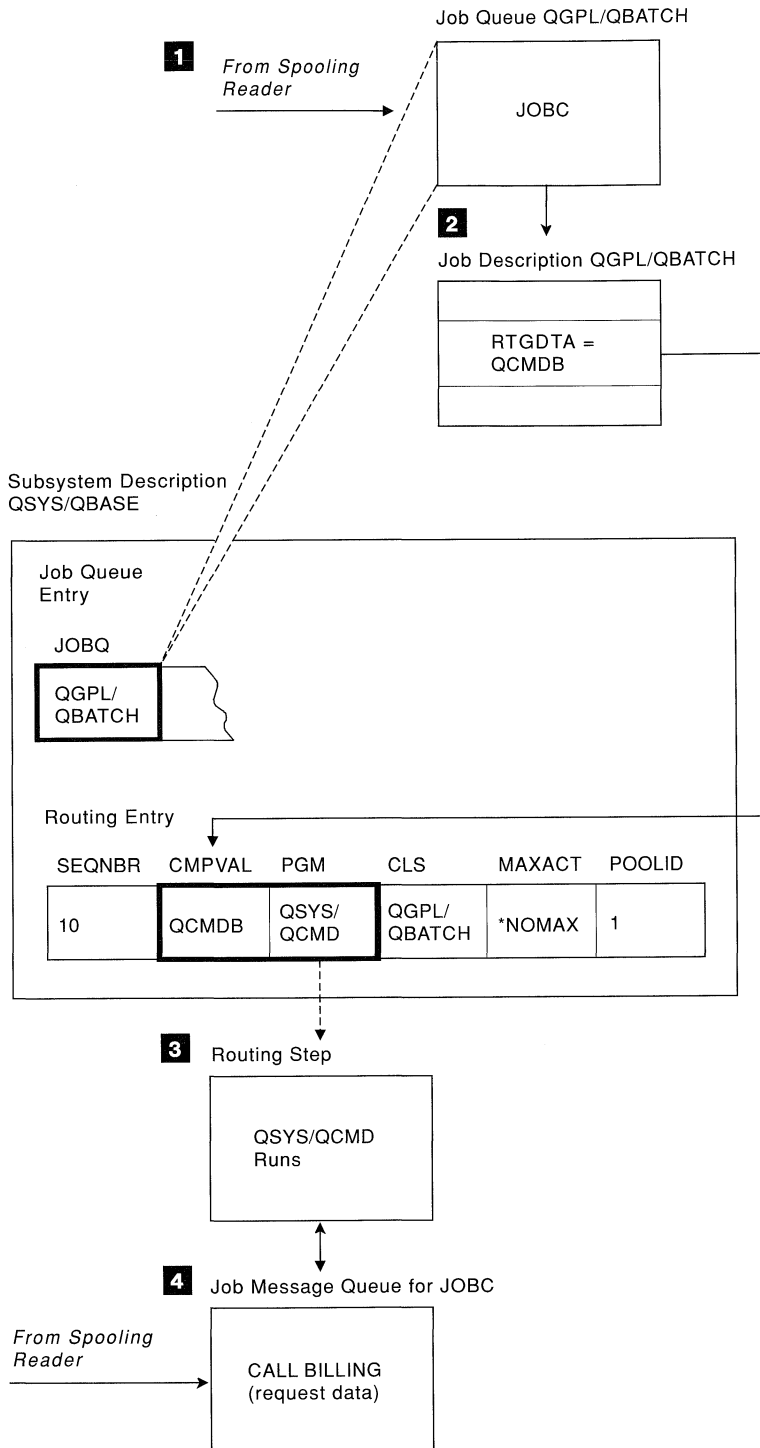 Job Queue QGPL/QBATCH
1
From Spooling
Reader
JOBC
2
Job Description QGPL/QBATCH
RTGDTA =
QCMDB
Subsystem Description
QSYS/QBASE
Job Queue
Entry
JOBQ
QGPL/
QBATCH
Routing Entry
SEQNBR CMPVAL PGM CLS MAXACT POOLID
10 QCMDB QSYS/ QCMD QGPL/ QBATCH *NOMAX 1
3 Routing Step
QSYS/QCMD
Runs
4 Job Message Queue for JOBC
From Spooling
Reader
CALL BILLING
(request data)